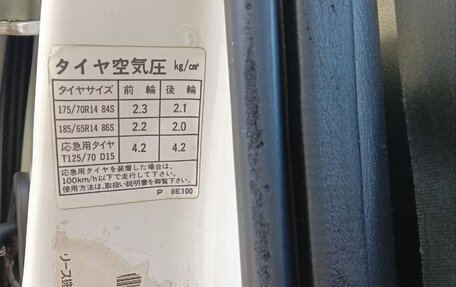 タイヤ空気圧 kg/cm²
タイヤサイズ 前輪 後輪
175/70R14 84S 2.3 2.1
185/65R14 86S 2.2 2.0
応急用タイヤ
T125/70 D15 4.2 4.2
応急用タイヤを装着した場合は、
100km/h以下で走行して下さい。
使用方法は、取扱い説明書を御覧下さい。
P 8E100